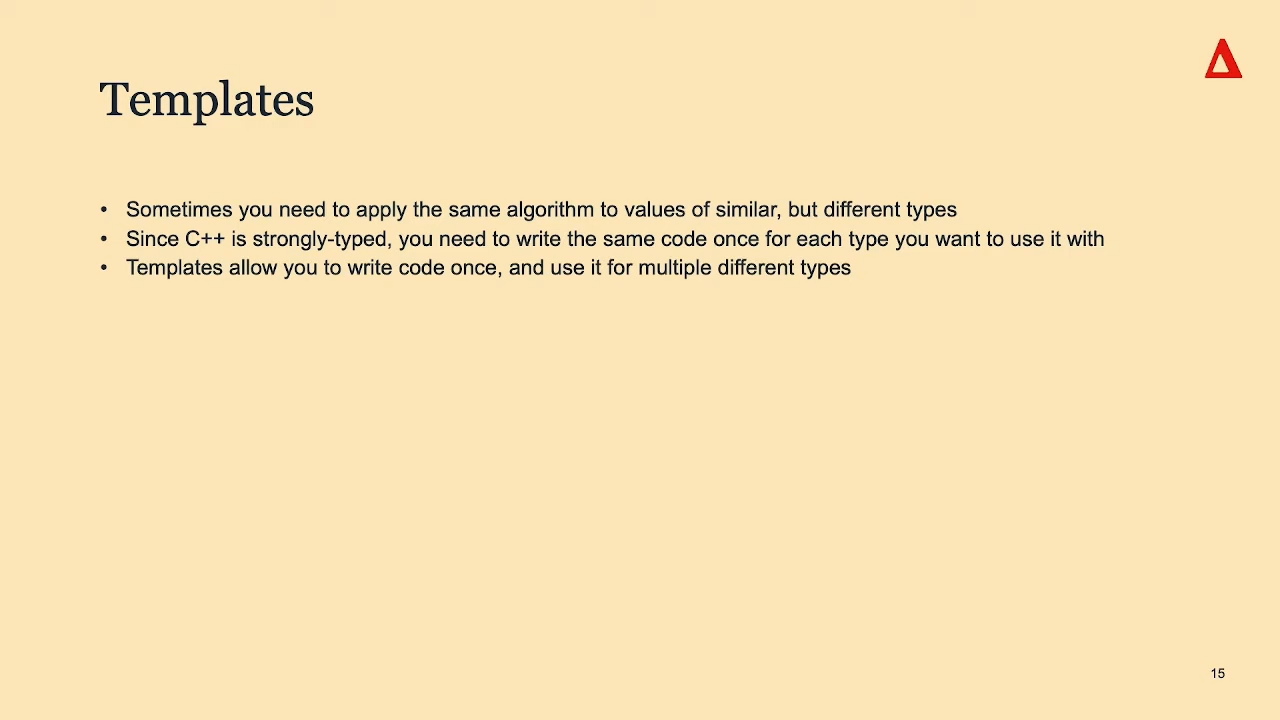 Templates
• Sometimes you need to apply the same algorithm to values of similar, but different types
• Since C++ is strongly-typed, you need to write the same code once for each type you want to use it with
• Templates allow you to write code once, and use it for multiple different types
15